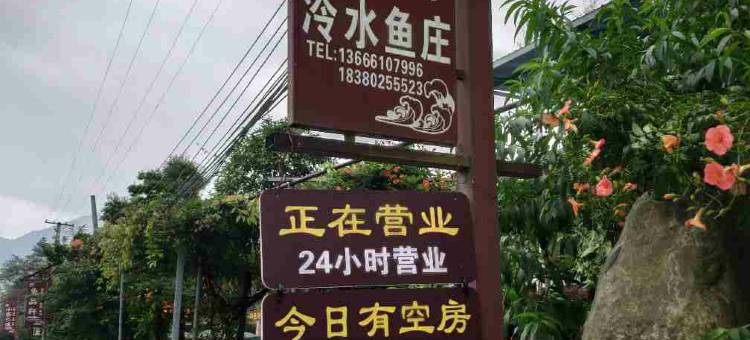 冷水鱼庄
TEL:13666107996
18380255523
正在营业
24小时营业
今日有空房